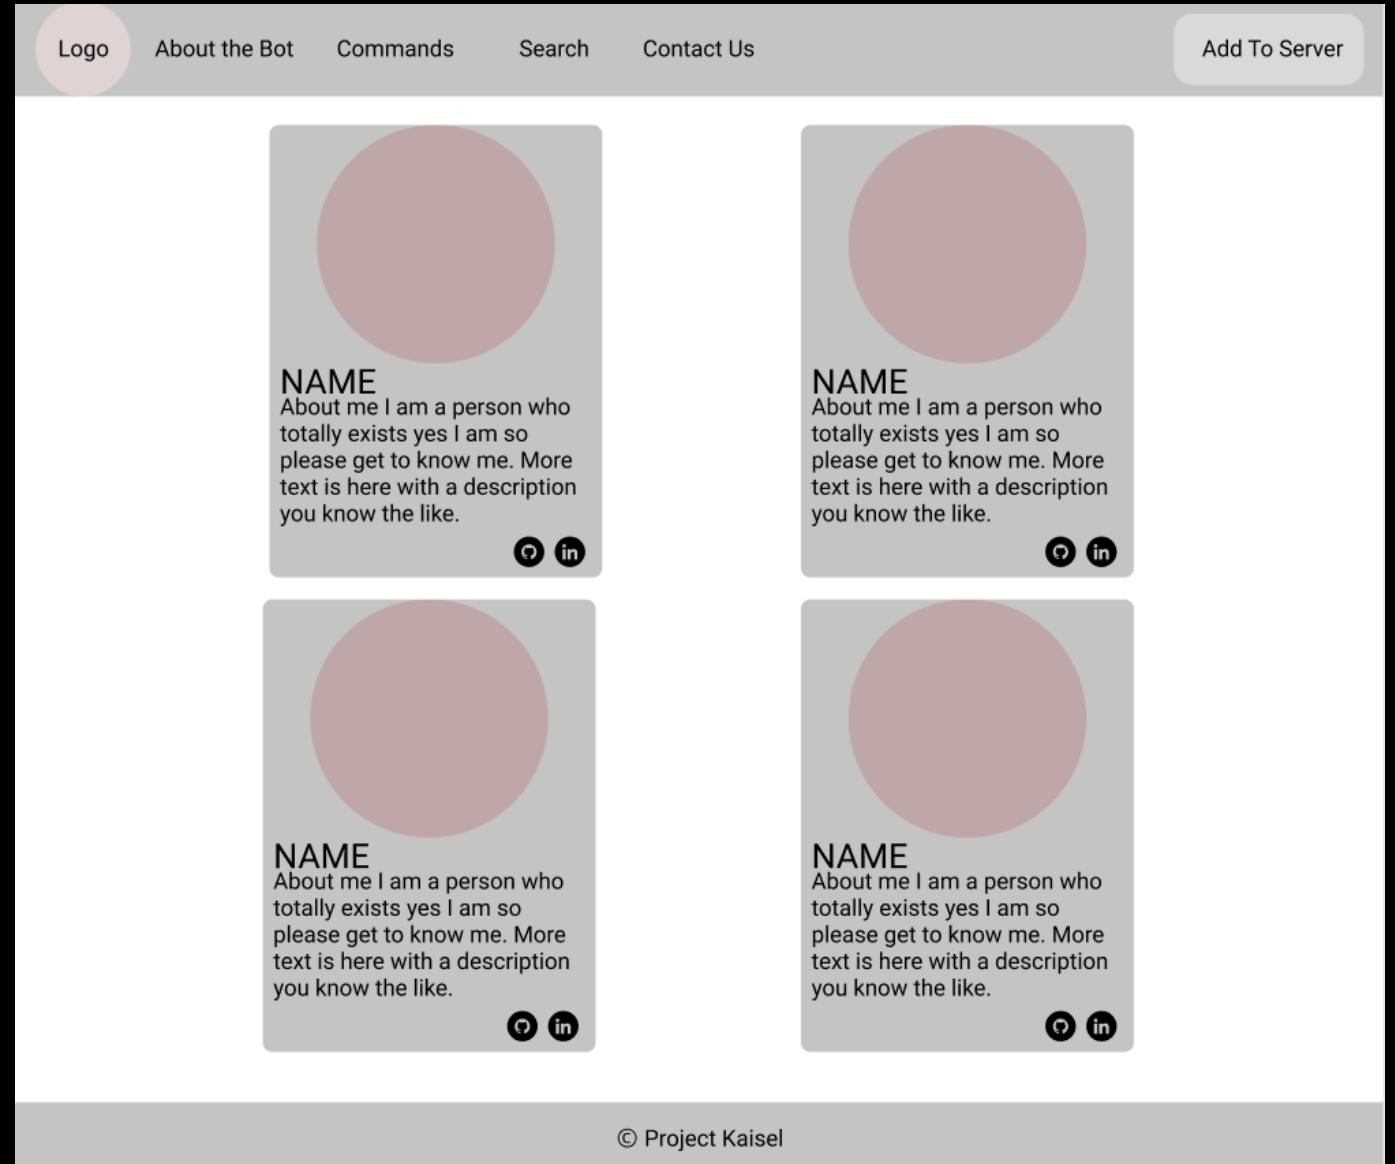 Logo About the Bot Commands Search Contact Us Add To Server
NAME
About me I am a person who
totally exists yes I am so
please get to know me. More
text is here with a description
you know the like.
in
NAME
About me I am a person who
totally exists yes I am so
please get to know me. More
text is here with a description
you know the like.
in
NAME
About me I am a person who
totally exists yes I am so
please get to know me. More
text is here with a description
you know the like.
in
NAME
About me I am a person who
totally exists yes I am so
please get to know me. More
text is here with a description
you know the like.
in
© Project Kaisel